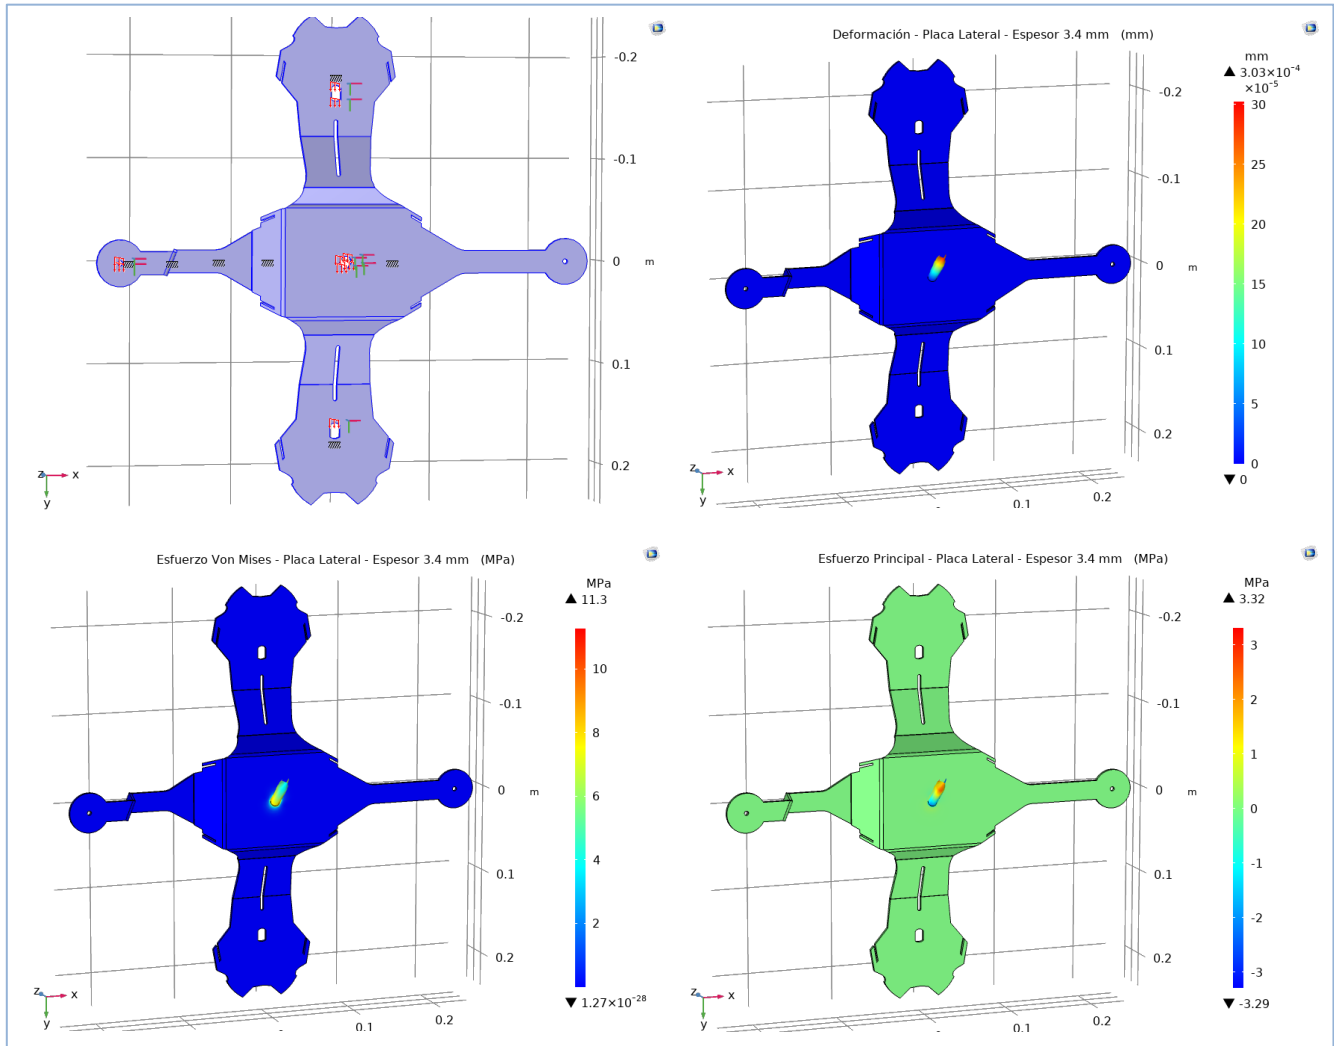 -0.2
-0.1
0 m
0.1
0.2
z x
y
Deformación - Placa Lateral - Espesor 3.4 mm (mm)
mm
▲ 3.03×10⁻⁴
×10⁻⁵
30
25
20
15
10
5
0
▼ 0
-0.2
-0.1
0 m
0.1
0.2
0.1 0.2
z x
y
Esfuerzo Von Mises - Placa Lateral - Espesor 3.4 mm (MPa)
MPa
▲ 11.3
10
8
6
4
2
▼ 1.27×10⁻²⁸
-0.2
-0.1
0 m
0.1
0.2
0.1 0.2
z x
y
Esfuerzo Principal - Placa Lateral - Espesor 3.4 mm (MPa)
MPa
▲ 3.32
3
2
1
0
-1
-2
-3
▼ -3.29
-0.2
-0.1
0 m
0.1
0.2
0.1 0.2
z x
y